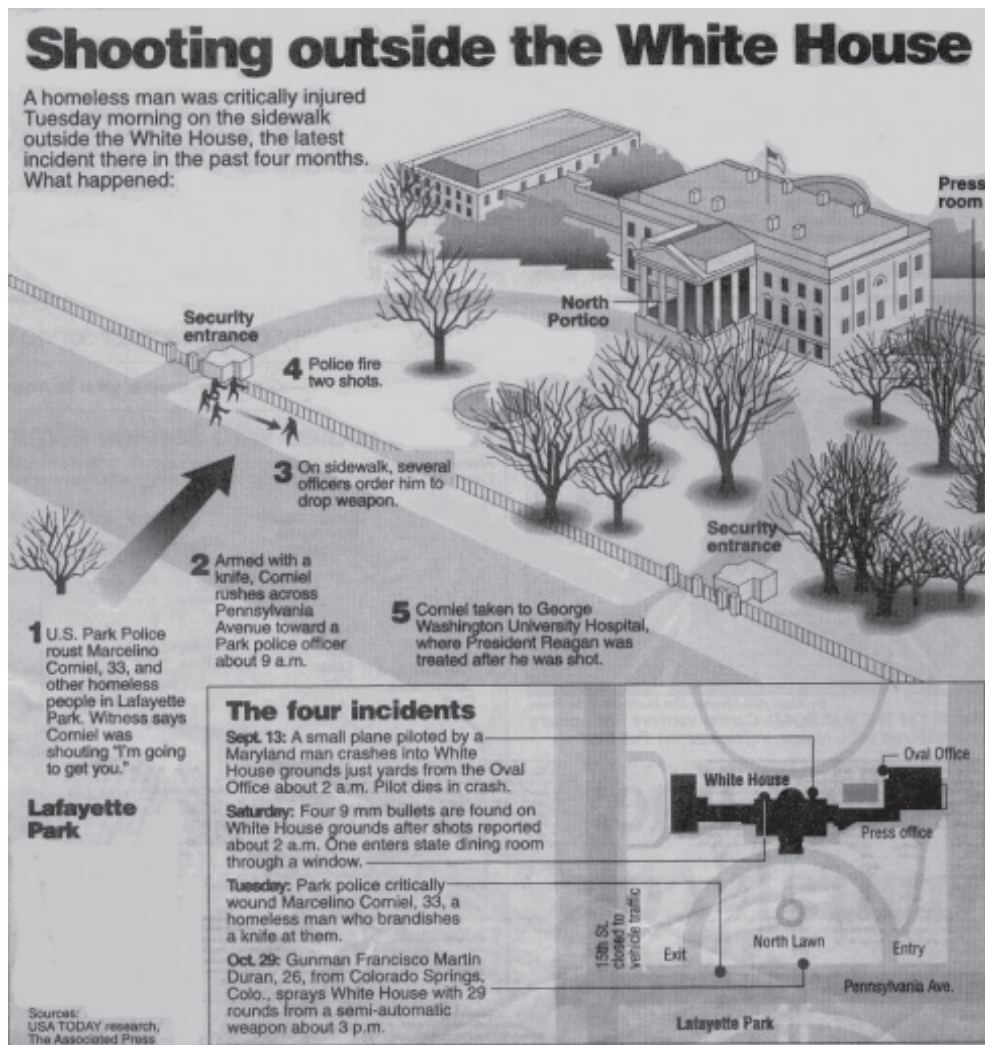 Shooting outside the White House
A homeless man was critically injured
Tuesday morning on the sidewalk
outside the White House, the latest
incident there in the past four months.
What happened:
Press
room
North
Portico
Security
entrance
4 Police fire
two shots.
3 On sidewalk, several
officers order him to
drop weapon.
Security
entrance
2 Armed with a
knife, Corniel
rushes across
Pennsylvania
Avenue toward a
Park police officer
about 9 a.m.
5 Corniel taken to George
Washington University Hospital,
where President Reagan was
treated after he was shot.
1 U.S. Park Police
roust Marcelino
Corniel, 33, and
other homeless
people in Lafayette
Park. Witness says
Corniel was
shouting "I'm going
to get you."
Lafayette
Park
The four incidents
Sept. 13: A small plane piloted by a
Maryland man crashes into White
House grounds just yards from the Oval
Office about 2 a.m. Pilot dies in crash.
Saturday: Four 9 mm bullets are found on
White House grounds after shots reported
about 2 a.m. One enters state dining room
through a window.
Tuesday: Park police critically
wound Marcelino Corniel, 33, a
homeless man who brandishes
a knife at them.
Oct. 29: Gunman Francisco Martin
Duran, 26, from Colorado Springs,
Colo., sprays White House with 29
rounds from a semi-automatic
weapon about 3 p.m.
Oval Office
White House
Press office
15th St.
closed to
vehicle traffic
Exit
North Lawn
Entry
Pennsylvania Ave.
Lafayette Park
Sources:
USA TODAY research,
The Associated Press